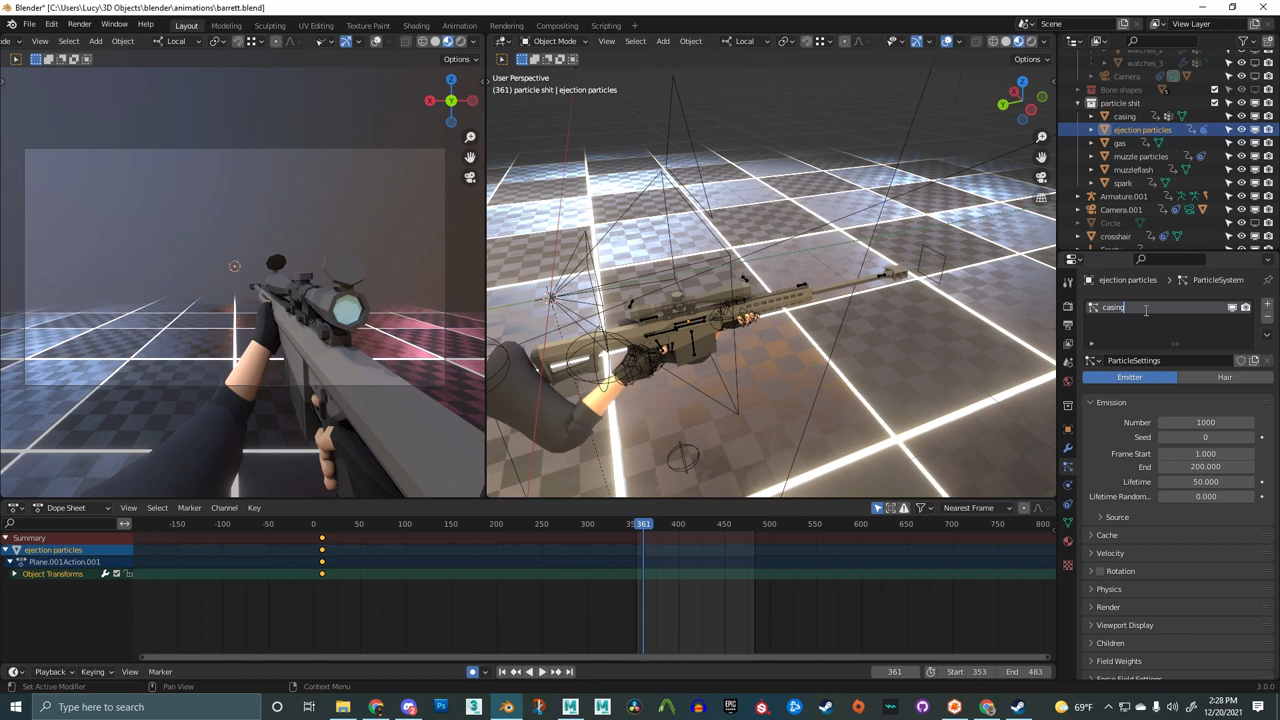 Blender* [C:\Users\Lucy\3D Objects\blender\animations\barrett.blend]
File Edit Render Window Help Layout Modeling Sculpting UV Editing Texture Paint Shading Animation Rendering Compositing Scripting + Scene View Layer
de View Select Add Object Local Object Mode View Select Add Object Local
Options Options
User Perspective
(361) particle shit | ejection particles
Z
X
Y
Z
X
Y
watches_2
watches_3
Camera
Bone shapes
particle shit
casing
ejection particles
gas
muzzle particles
muzzleflash
spark
Armature.001
Camera.001
Circle
crosshair
ejection particles ParticleSystem
casing
ParticleSettings
Emitter Hair
Emission
Number 1000
Seed 0
Frame Start 1.000
End 200.000
Lifetime 50.000
Lifetime Random... 0.000
Source
Cache
Velocity
Rotation
Physics
Render
Viewport Display
Children
Field Weights
Force Field Settings
Dope Sheet View Select Marker Channel Key Nearest Frame
-150 -100 -50 0 50 100 150 200 250 300 361 400 450 500 550 600 650 700 750 800
Summary
ejection particles
Plane.001Action.001
Object Transforms
Playback Keying View Marker 361 Start 353 End 483
Set Active Modifier Pan View Context Menu 3.0.0
Type here to search 69°F 2:28 PM
12/20/2021